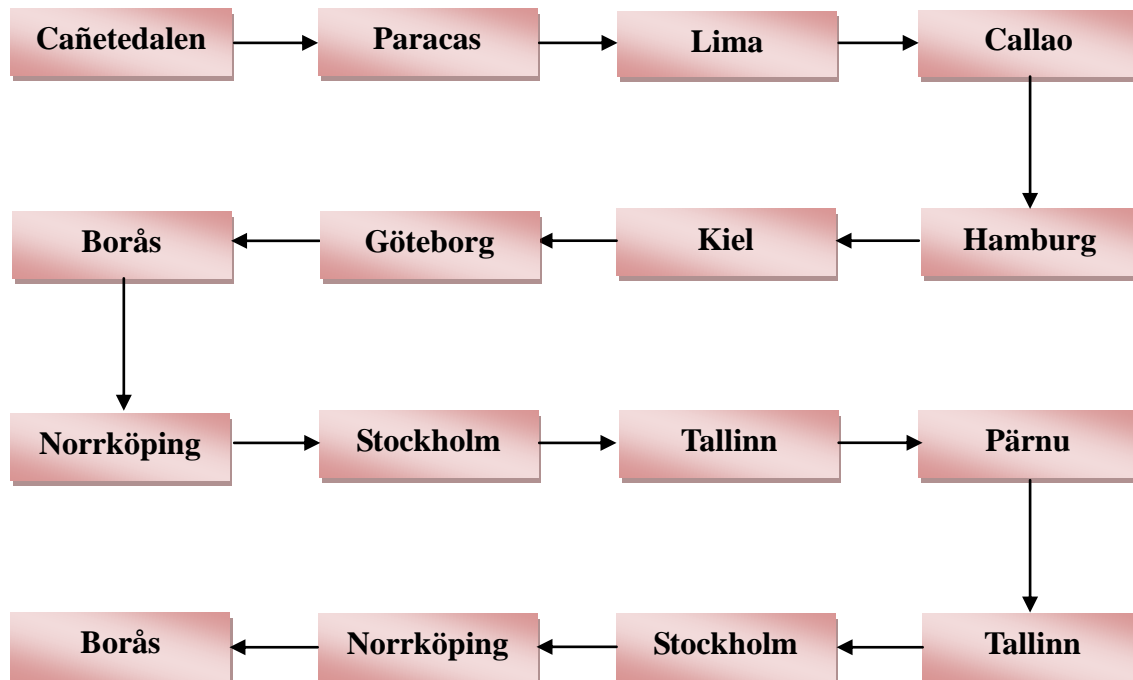 Cañetedalen
Paracas
Lima
Callao
Hamburg
Kiel
Göteborg
Borås
Norrköping
Stockholm
Tallinn
Pärnu
Tallinn
Stockholm
Norrköping
Borås